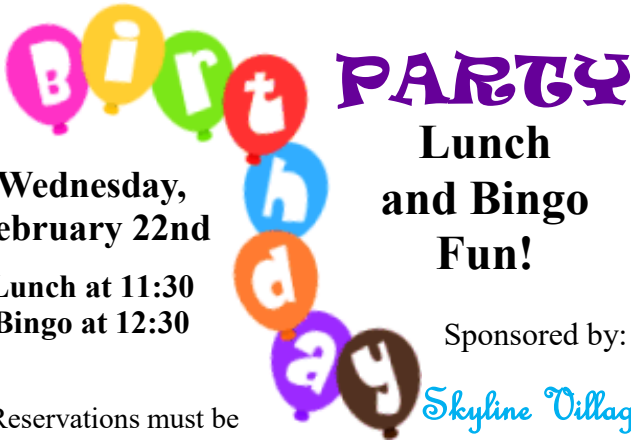 Birthday
PARTY
Lunch
and Bingo
Fun!
Wednesday,
ebruary 22nd
Lunch at 11:30
Bingo at 12:30
Sponsored by:
Skyline Villag
Reservations must be